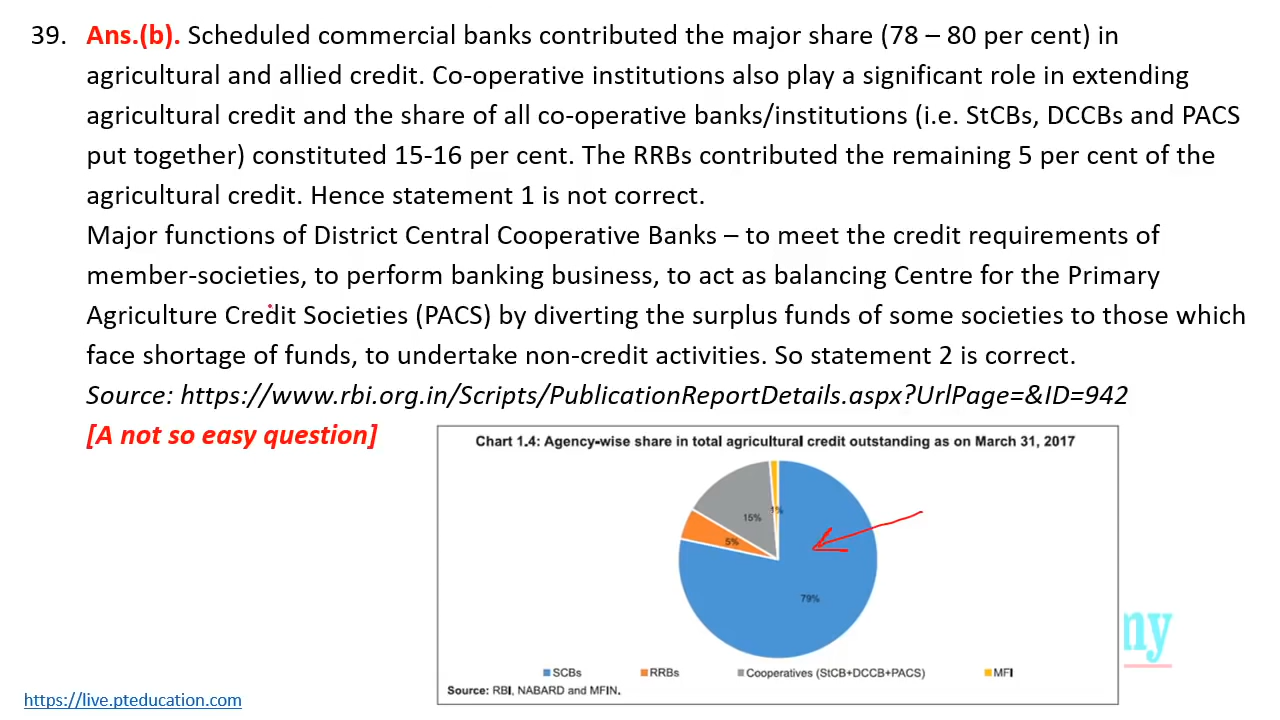 39. Ans.(b). Scheduled commercial banks contributed the major share (78 – 80 per cent) in
agricultural and allied credit. Co-operative institutions also play a significant role in extending
agricultural credit and the share of all co-operative banks/institutions (i.e. StCBs, DCCBs and PACS
put together) constituted 15-16 per cent. The RRBs contributed the remaining 5 per cent of the
agricultural credit. Hence statement 1 is not correct.
Major functions of District Central Cooperative Banks – to meet the credit requirements of
member-societies, to perform banking business, to act as balancing Centre for the Primary
Agriculture Credit Societies (PACS) by diverting the surplus funds of some societies to those which
face shortage of funds, to undertake non-credit activities. So statement 2 is correct.
Source: https://www.rbi.org.in/Scripts/PublicationReportDetails.aspx?UrlPage=&ID=942
[A not so easy question]
Chart 1.4: Agency-wise share in total agricultural credit outstanding as on March 31, 2017
1%
15%
5%
79%
ny
SCBs RRBs Cooperatives (StCB+DCCB+PACS) MFI
Source: RBI, NABARD and MFIN.
https://live.pteducation.com